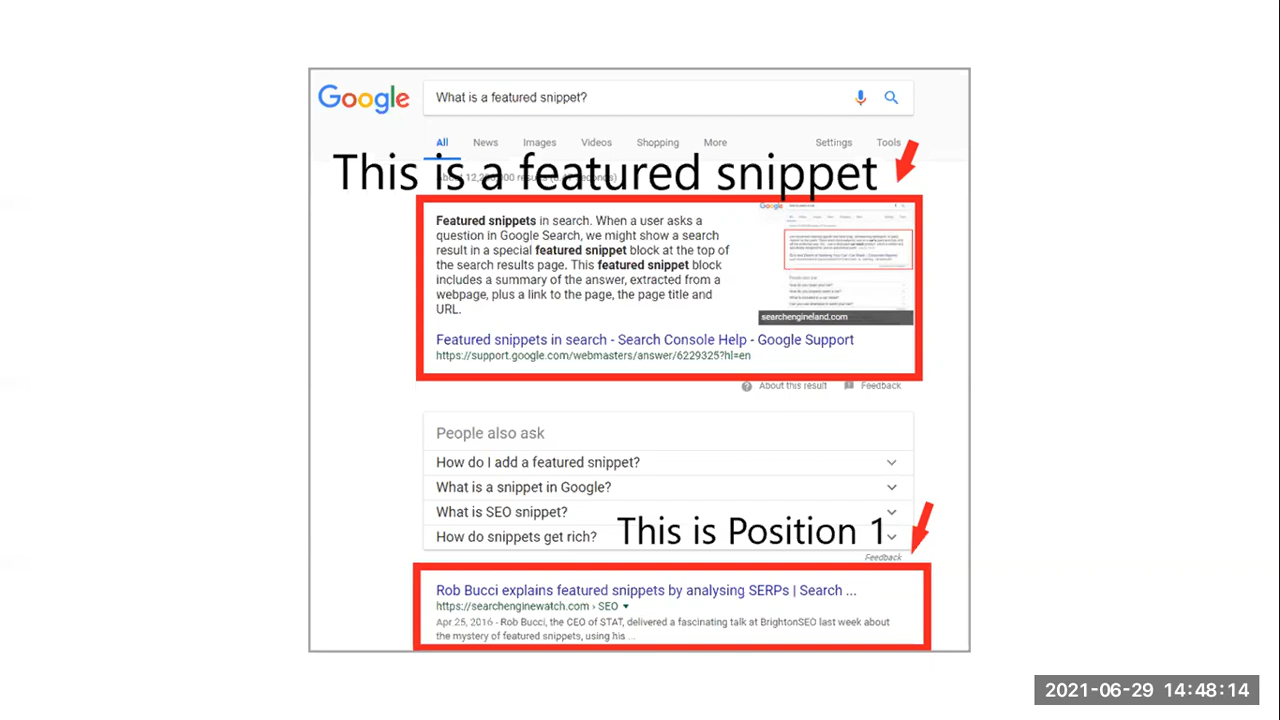 Google
What is a featured snippet?
All News Images Videos Shopping More Settings Tools
This is a featured snippet
Featured snippets in search. When a user asks a
question in Google Search, we might show a search
result in a special featured snippet block at the top of
the search results page. This featured snippet block
includes a summary of the answer, extracted from a
webpage, plus a link to the page, the page title and
URL.
Google
People also ask
searchengineland.com
Featured snippets in search - Search Console Help - Google Support
https://support.google.com/webmasters/answer/6229325?hl=en
About this result Feedback
People also ask
How do I add a featured snippet?
What is a snippet in Google?
What is SEO snippet?
How do snippets get rich?
This is Position 1
Feedback
Rob Bucci explains featured snippets by analysing SERPs | Search ...
https://searchenginewatch.com › SEO
Apr 25, 2016 - Rob Bucci, the CEO of STAT, delivered a fascinating talk at BrightonSEO last week about
the mystery of featured snippets, using his ...
2021-06-29 14:48:14